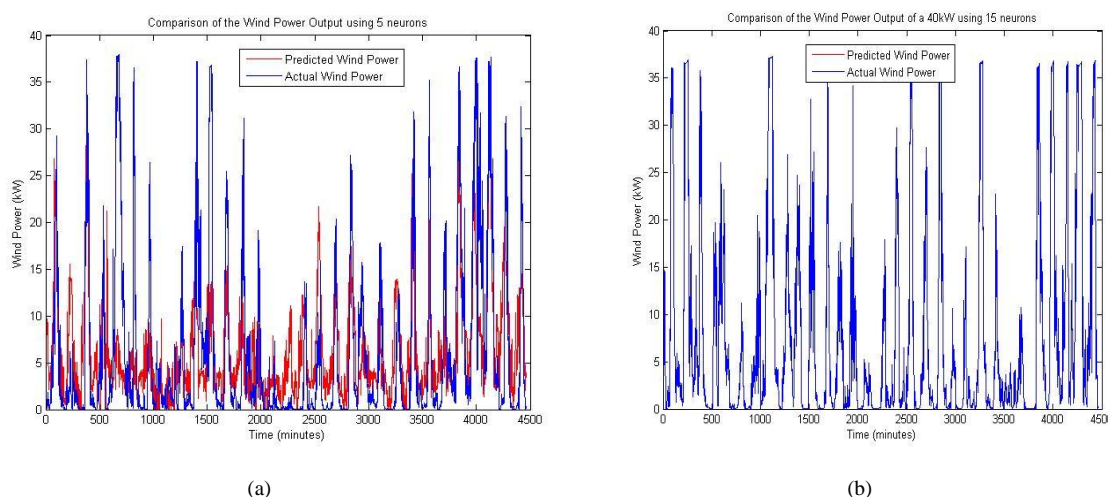 Comparison of the Wind Power Output using 5 neurons
Predicted Wind Power
Actual Wind Power
Wind Power (kW)
40
35
30
25
20
15
10
5
0
0 500 1000 1500 2000 2500 3000 3500 4000 4500
Time (minutes)
(a)
Comparison of the Wind Power Output of a 40kW using 15 neurons
Predicted Wind Power
Actual Wind Power
Wind Power (kW)
40
35
30
25
20
15
10
5
0
0 500 1000 1500 2000 2500 3000 3500 4000 450
Time (minutes)
(b)